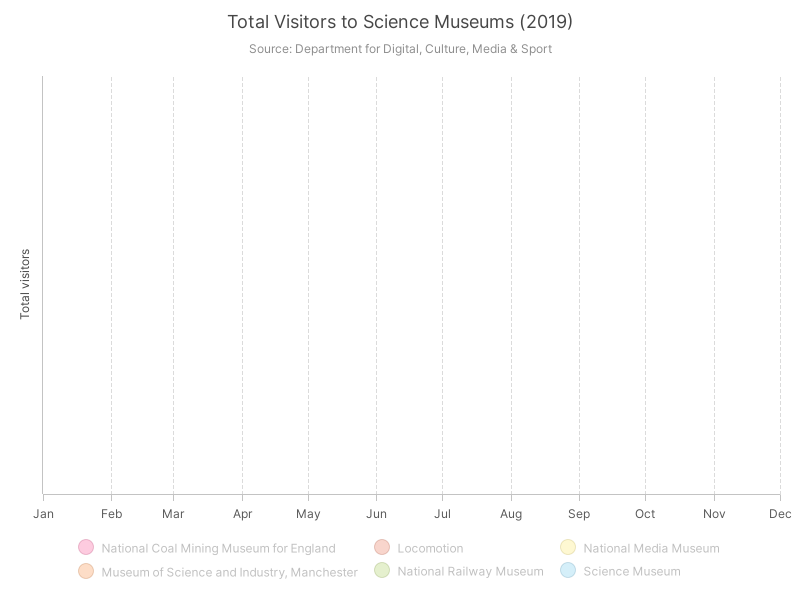 Total Visitors to Science Museums (2019)
Source: Department for Digital, Culture, Media & Sport
Total visitors
Jan Feb Mar Apr May Jun Jul Aug Sep Oct Nov Dec
National Coal Mining Museum for England Locomotion National Media Museum
Museum of Science and Industry, Manchester National Railway Museum Science Museum